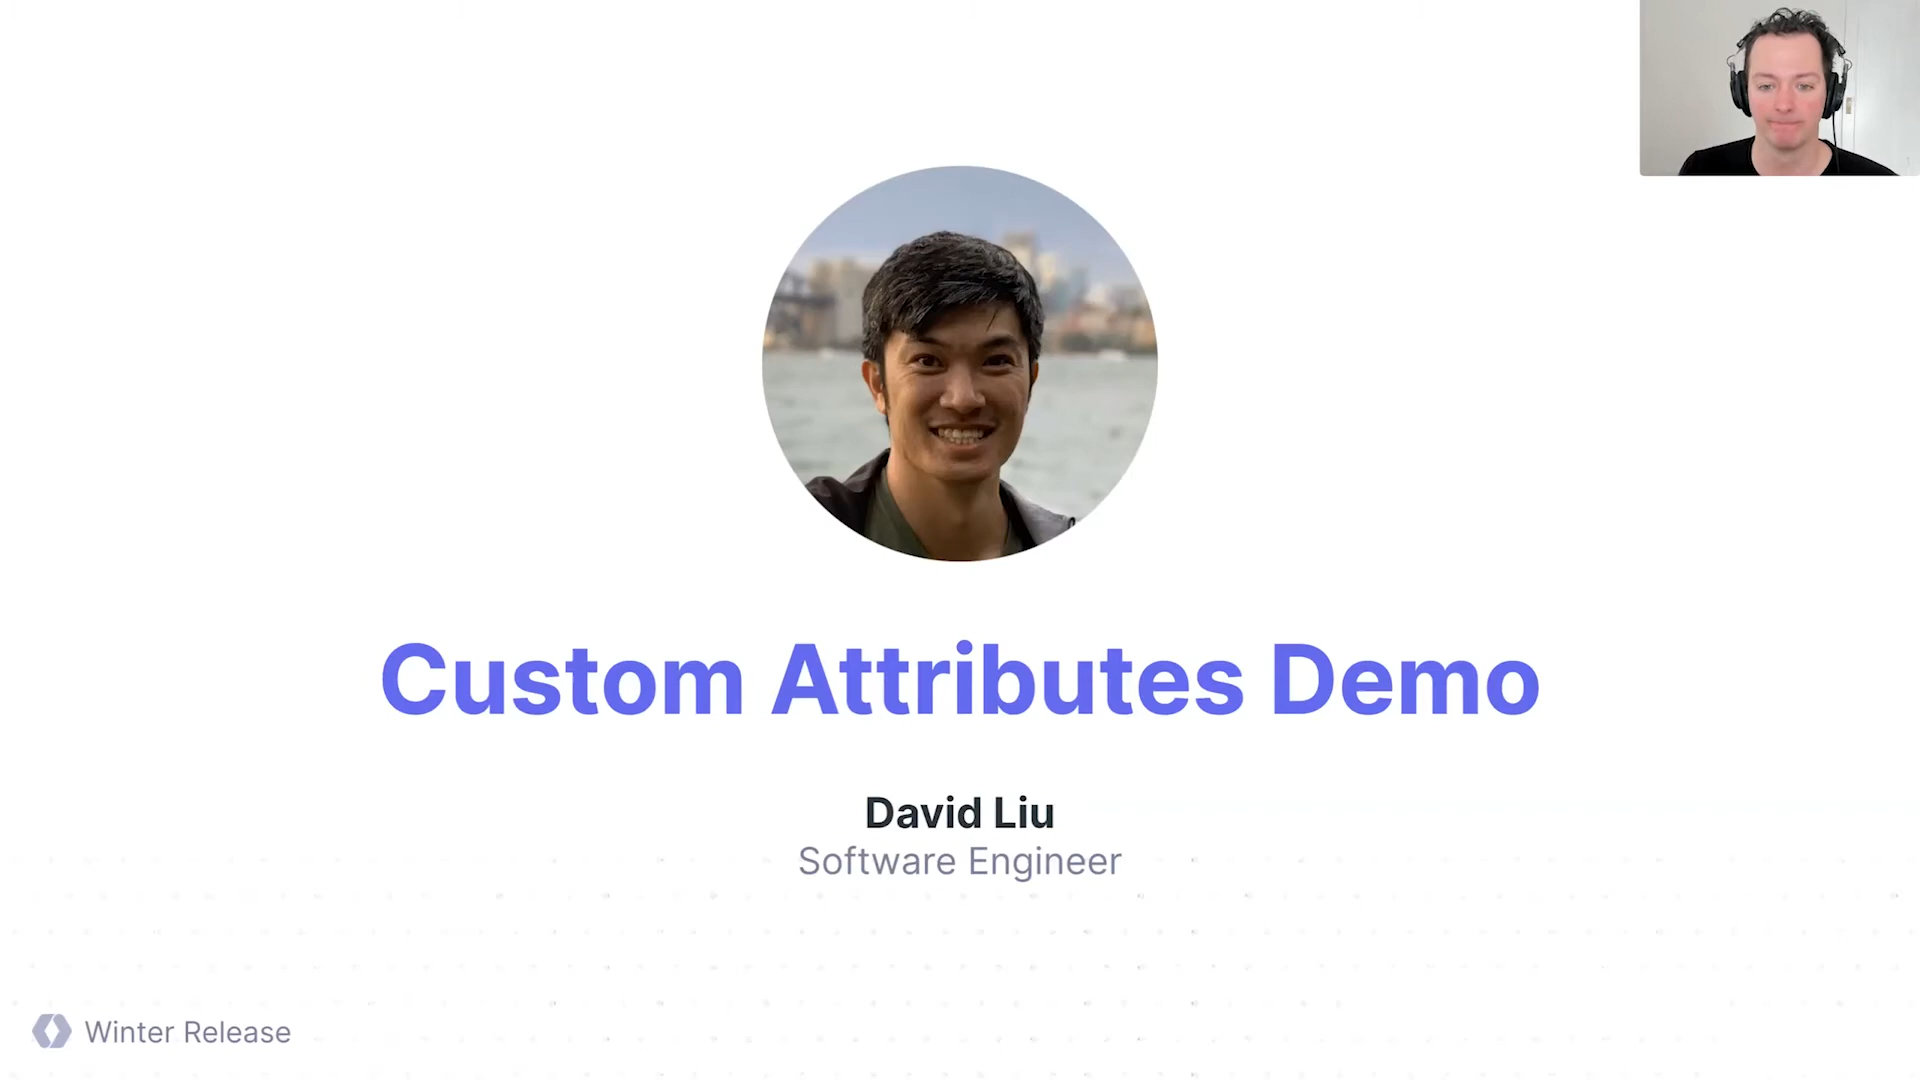 Custom Attributes Demo
David Liu
Software Engineer
Winter Release